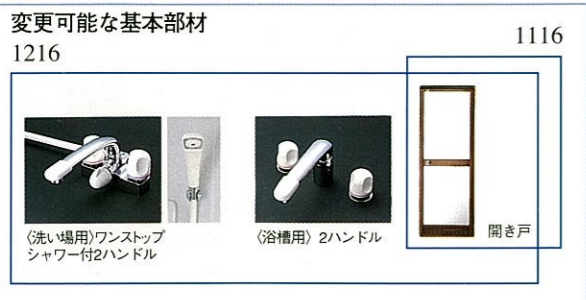 変更可能な基本部材
1216
1116
〈洗い場用〉ワンストップ
シャワー付2ハンドル
〈浴槽用〉2ハンドル
開き戸